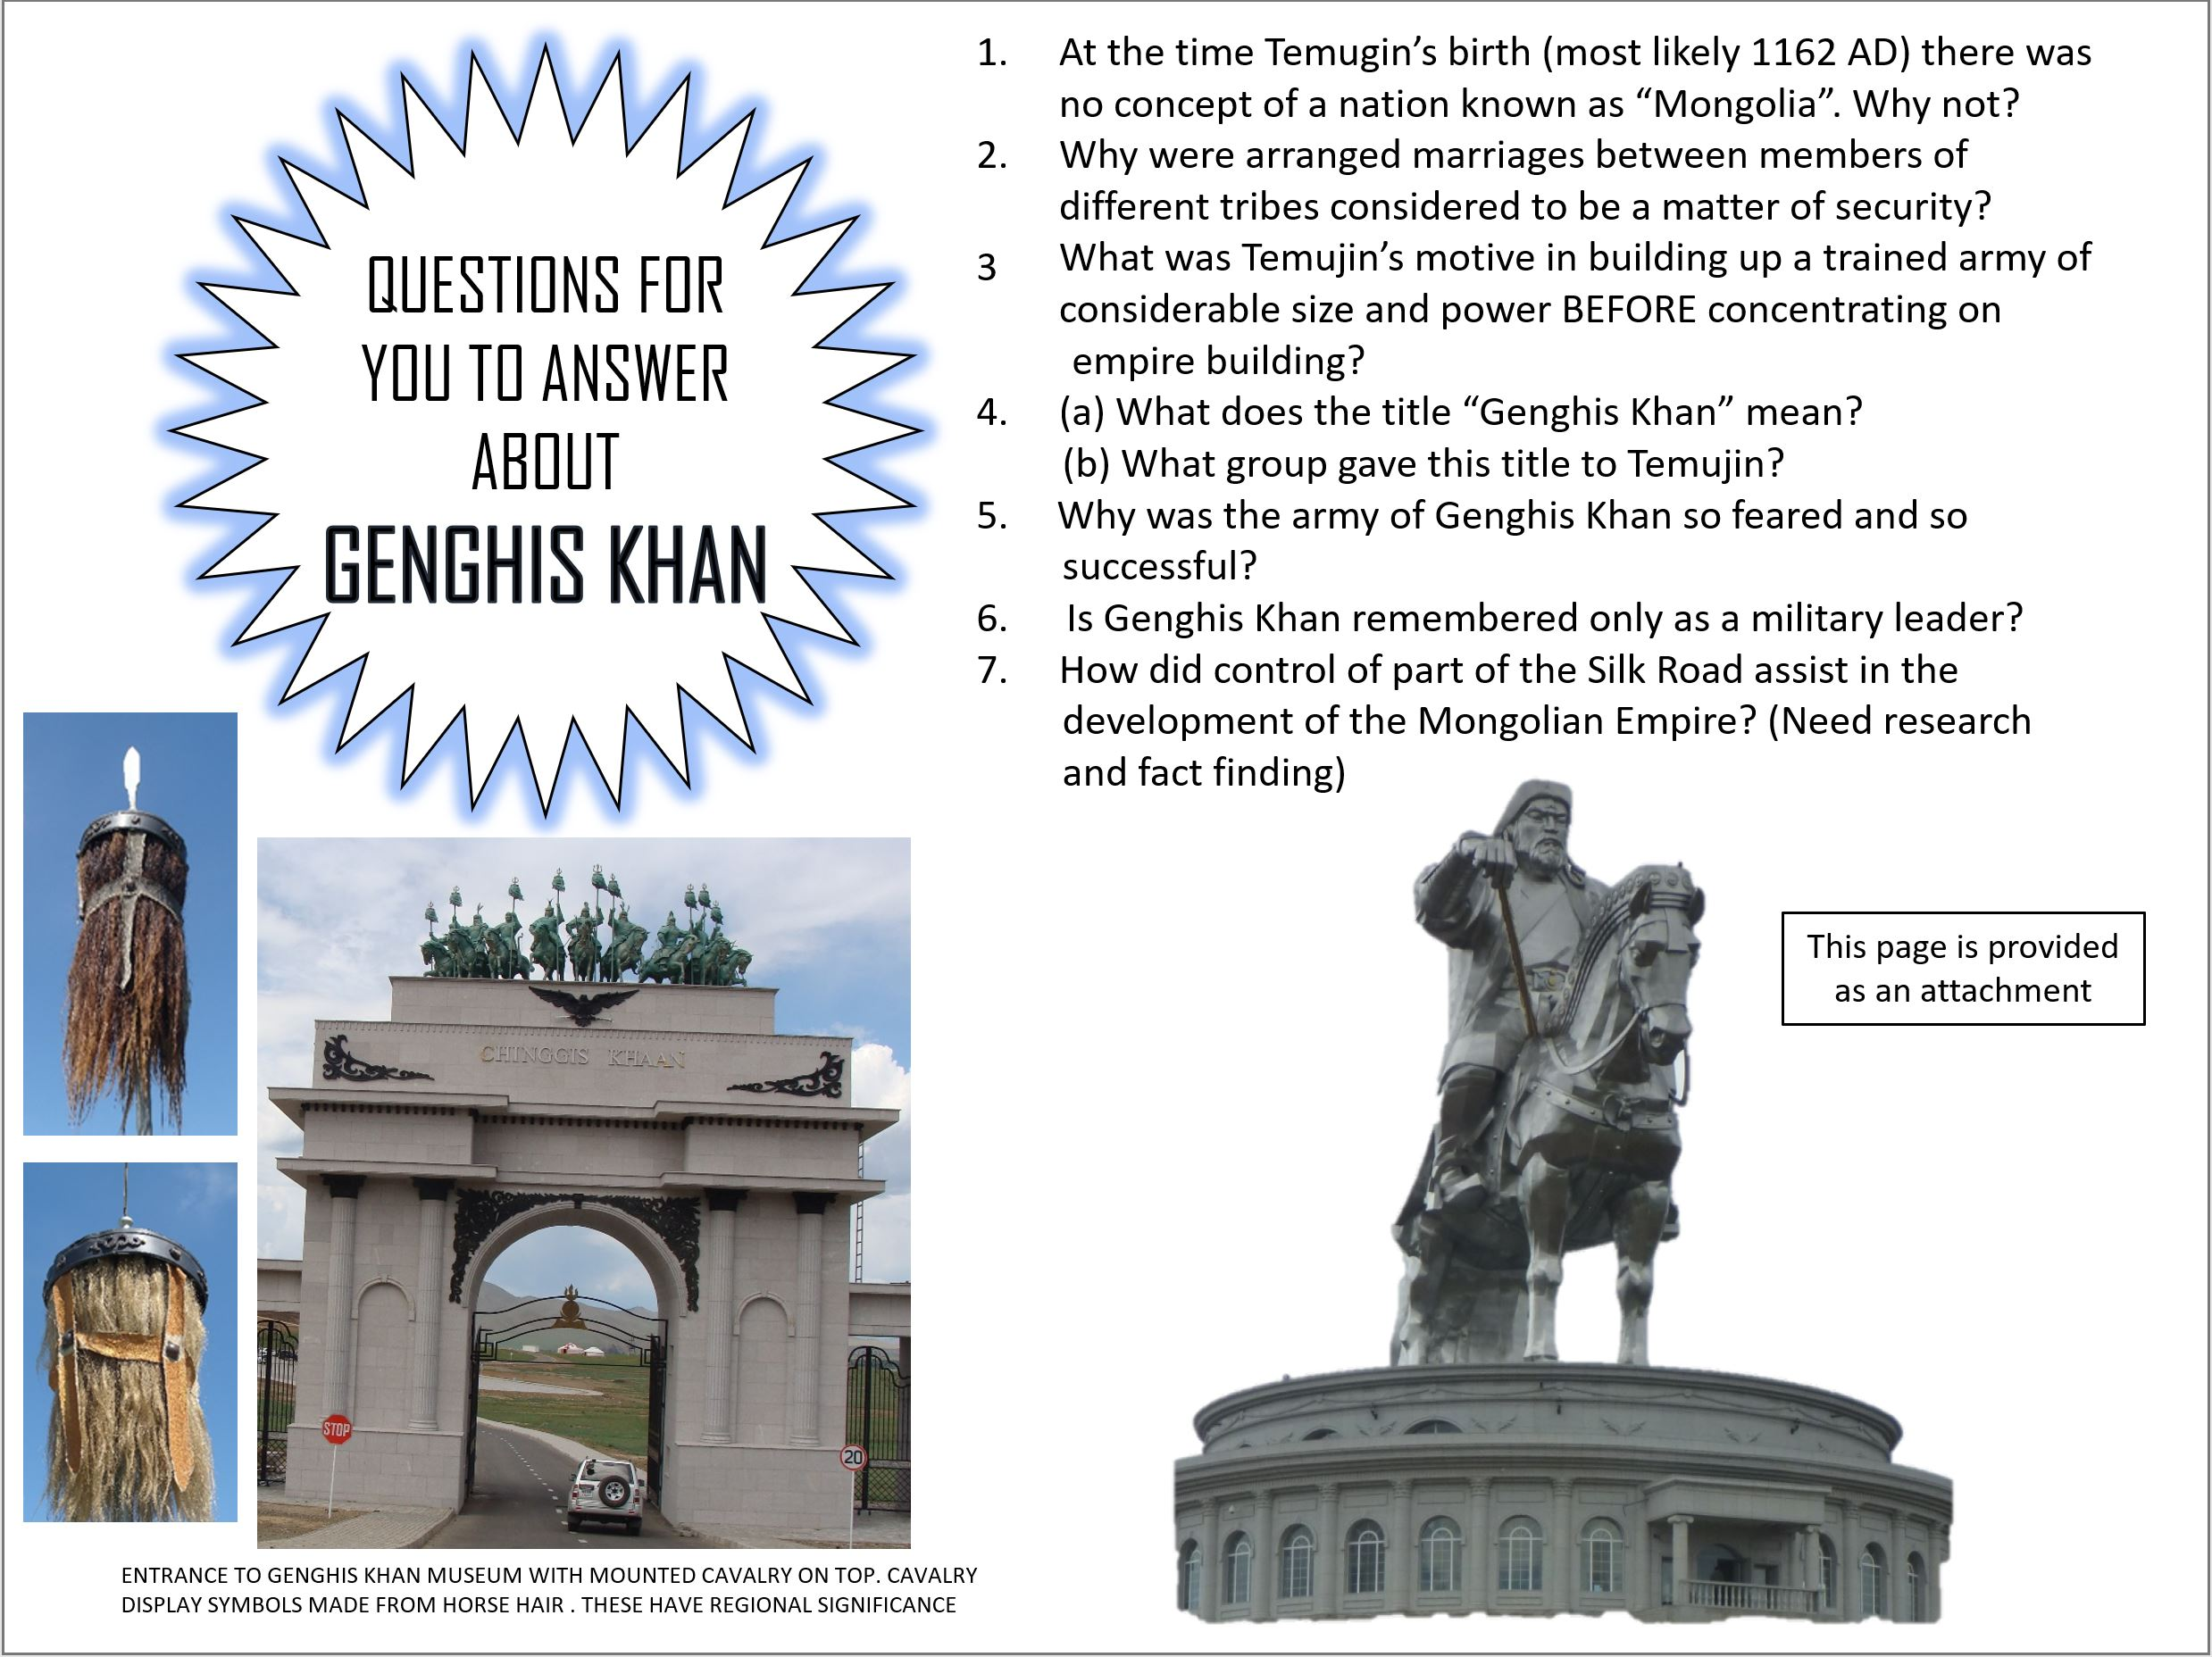 QUESTIONS FOR
YOU TO ANSWER
ABOUT
GENGHIS KHAN
1. At the time Temugin’s birth (most likely 1162 AD) there was
no concept of a nation known as “Mongolia”. Why not?
2. Why were arranged marriages between members of
different tribes considered to be a matter of security?
3 What was Temujin’s motive in building up a trained army of
considerable size and power BEFORE concentrating on
empire building?
4. (a) What does the title “Genghis Khan” mean?
(b) What group gave this title to Temujin?
5. Why was the army of Genghis Khan so feared and so
successful?
6. Is Genghis Khan remembered only as a military leader?
7. How did control of part of the Silk Road assist in the
development of the Mongolian Empire? (Need research
and fact finding)
This page is provided
as an attachment
CHINGGIS KHAAN
STOP
20
ENTRANCE TO GENGHIS KHAN MUSEUM WITH MOUNTED CAVALRY ON TOP. CAVALRY
DISPLAY SYMBOLS MADE FROM HORSE HAIR . THESE HAVE REGIONAL SIGNIFICANCE